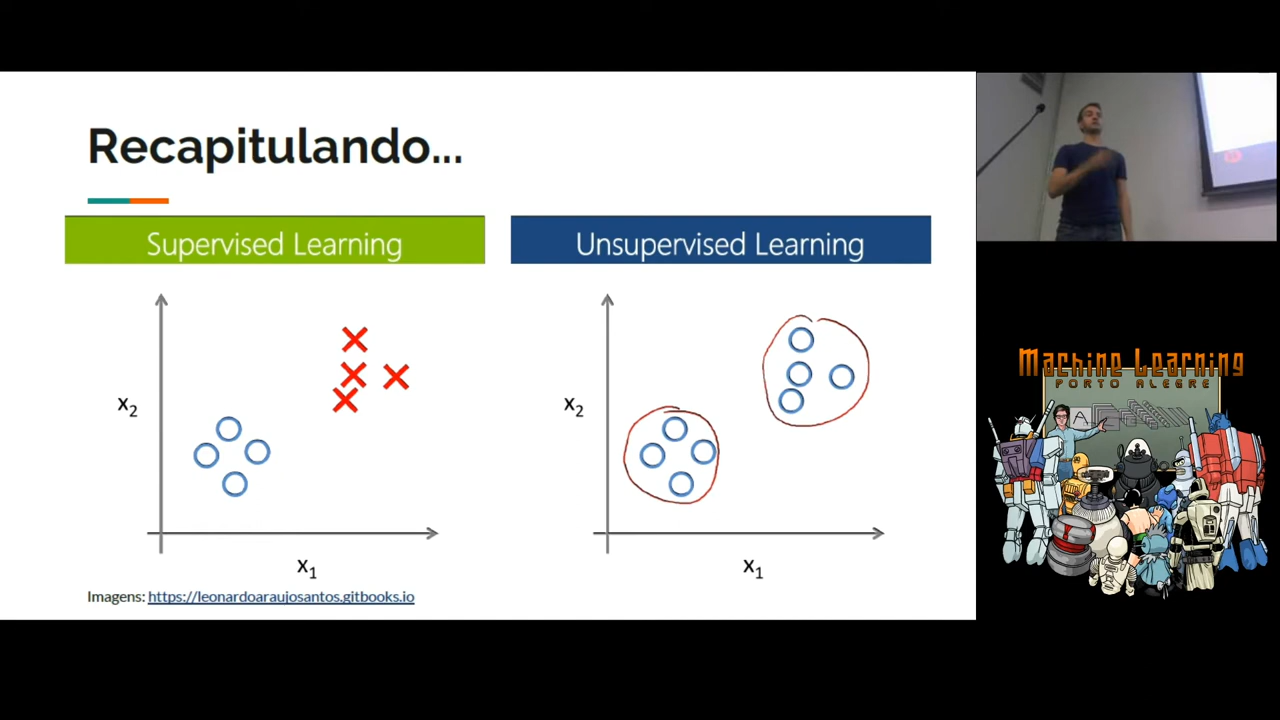 Recapitulando...
Supervised Learning
Unsupervised Learning
x2
x1
x2
x1
Imagens: https://leonardoaraujosantos.gitbooks.io
Machine Learning
PORTO ALEGRE
A